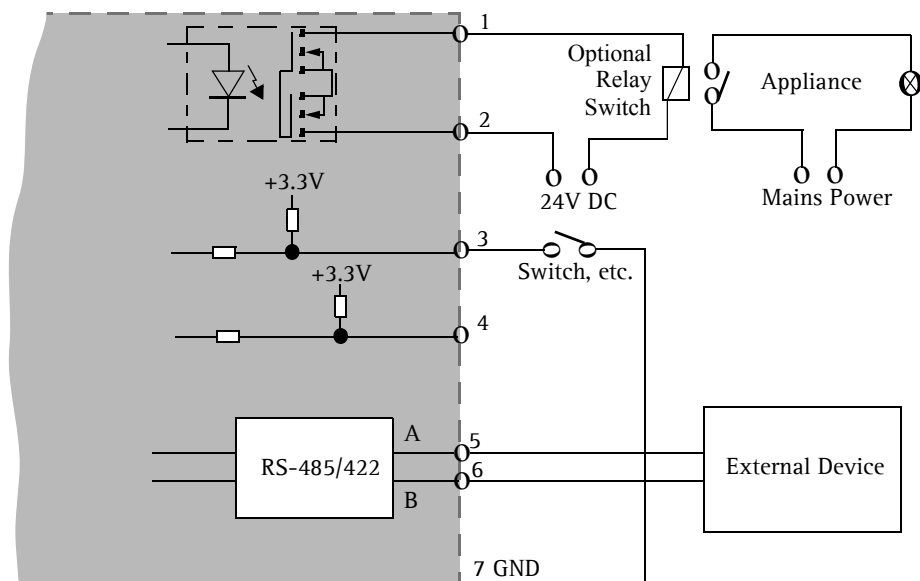 1
Optional
Relay
Switch
Appliance
2
24V DC
Mains Power
+3.3V
3
Switch, etc.
+3.3V
4
A
5
RS-485/422
External Device
6
B
7 GND